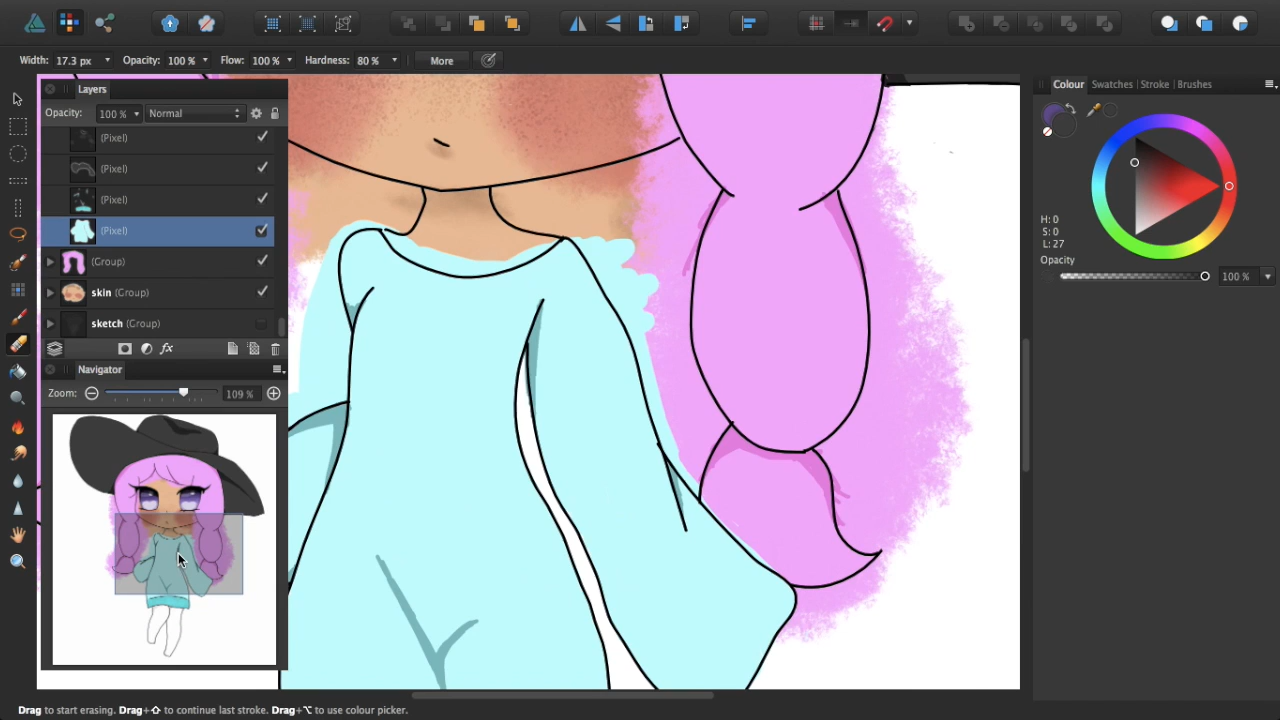 Width: 17.3 px Opacity: 100 % Flow: 100 % Hardness: 80 % More
Layers
Opacity: 100 % Normal
(Pixel)
(Pixel)
(Pixel)
(Pixel)
(Group)
skin (Group)
sketch (Group)
fx
Navigator
Zoom: 109 %
Colour Swatches Stroke Brushes
H: 0
S: 0
L: 27
Opacity
100 %
Drag to start erasing. Drag+⇧ to continue last stroke. Drag+⌥ to use colour picker.